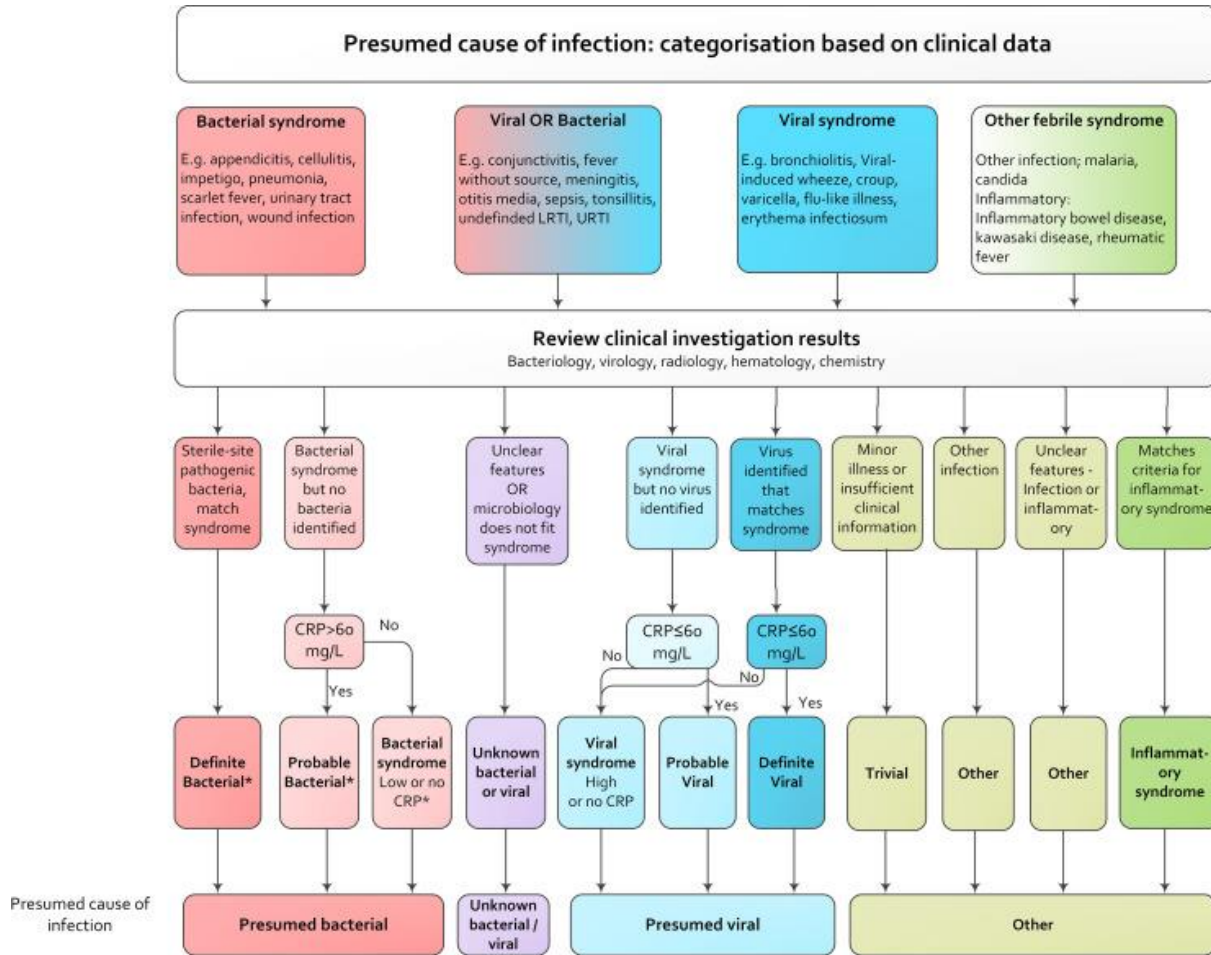 Presumed cause of infection: categorisation based on clinical data
Bacterial syndrome
E.g. appendicitis, cellulitis,
impetigo, pneumonia,
scarlet fever, urinary tract
infection, wound infection
Viral OR Bacterial
E.g. conjunctivitis, fever
without source, meningitis,
otitis media, sepsis, tonsillitis,
undefinded LRTI, URTI
Viral syndrome
E.g. bronchiolitis, Viral-
induced wheeze, croup,
varicella, flu-like illness,
erythema infectiosum
Other febrile syndrome
Other infection; malaria,
candida
Inflammatory:
Inflammatory bowel disease,
kawasaki disease, rheumatic
fever
Review clinical investigation results
Bacteriology, virology, radiology, hematology, chemistry
Sterile-site
pathogenic
bacteria,
match
syndrome
Bacterial
syndrome
but no
bacteria
identified
Unclear
features
OR
microbiology
does not fit
syndrome
Viral
syndrome
but no virus
identified
Virus
identified
that
matches
syndrome
Minor
illness or
insufficient
clinical
information
Other
infection
Unclear
features -
Infection or
inflammat-
ory
Matches
criteria for
inflammat-
ory syndrome
CRP>60
mg/L
No
Yes
CRP≤60
mg/L
No
Yes
CRP≤60
mg/L
No
Yes
Definite
Bacterial*
Probable
Bacterial*
Bacterial
syndrome
Low or no
CRP*
Unknown
bacterial
or viral
Viral
syndrome
High
or no CRP
Probable
Viral
Definite
Viral
Trivial
Other
Other
Inflammat-
ory
syndrome
Presumed cause of
infection
Presumed bacterial
Unknown
bacterial /
viral
Presumed viral
Other